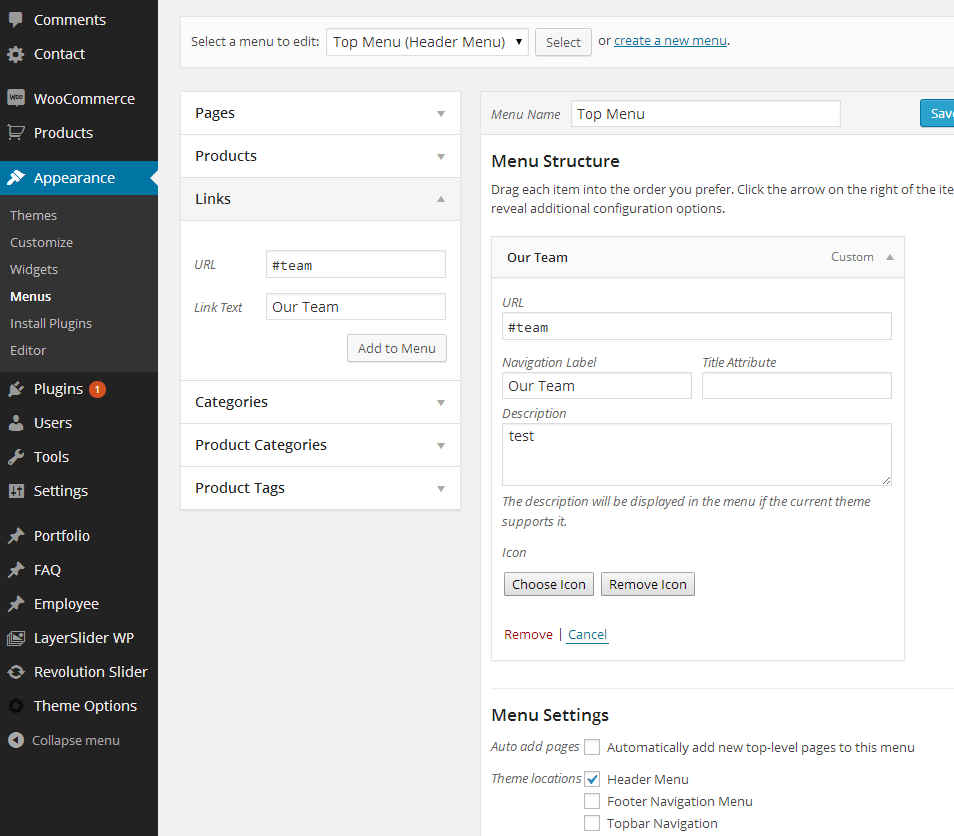 Comments
Contact
WooCommerce
Products
Appearance
Themes
Customize
Widgets
Menus
Install Plugins
Editor
Plugins 1
Users
Tools
Settings
Portfolio
FAQ
Employee
LayerSlider WP
Revolution Slider
Theme Options
Collapse menu
Select a menu to edit: Top Menu (Header Menu) Select or create a new menu.
Pages
Products
Links
URL #team
Link Text Our Team
Add to Menu
Categories
Product Categories
Product Tags
Menu Name Top Menu Save
Menu Structure
Drag each item into the order you prefer. Click the arrow on the right of the ite
reveal additional configuration options.
Our Team Custom
URL
#team
Navigation Label Title Attribute
Our Team
Description
test
The description will be displayed in the menu if the current theme
supports it.
Icon
Choose Icon Remove Icon
Remove | Cancel
Menu Settings
Auto add pages Automatically add new top-level pages to this menu
Theme locations Header Menu
Footer Navigation Menu
Topbar Navigation